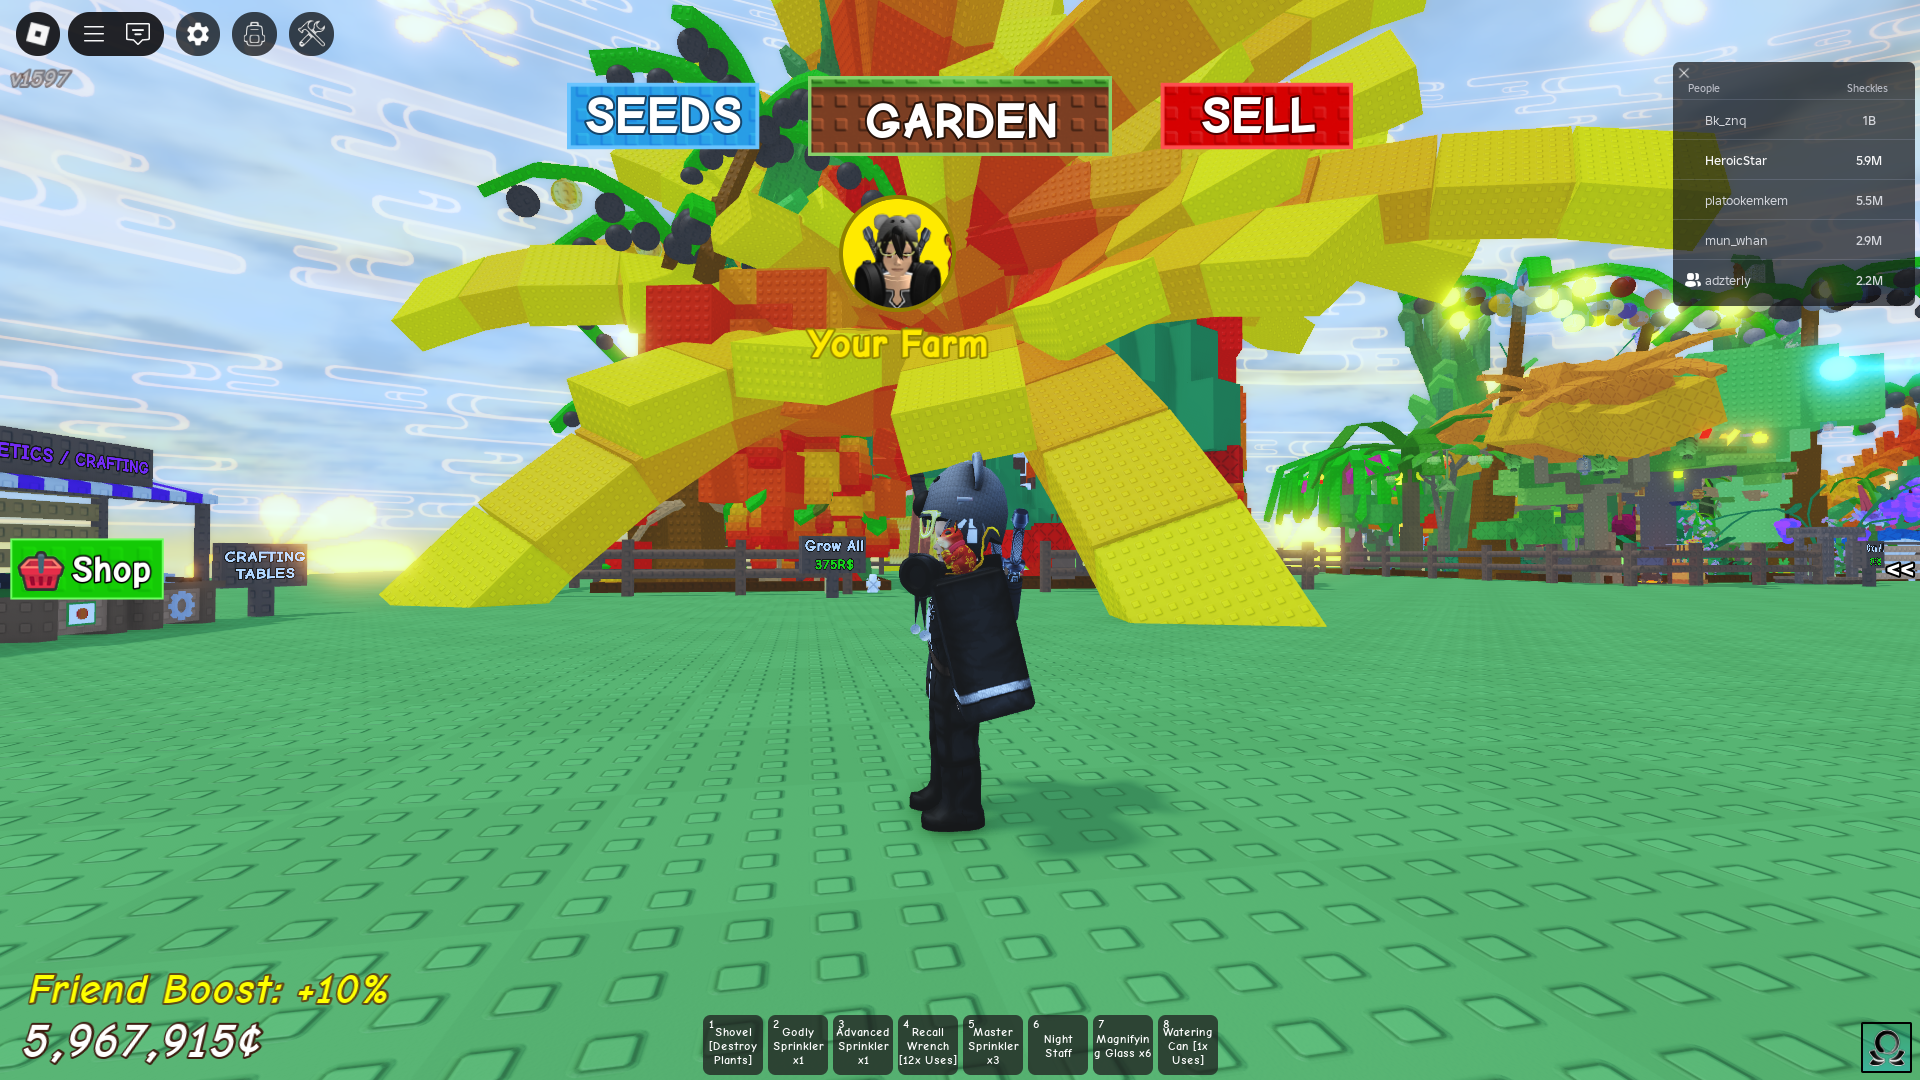 v1597
SEEDS
GARDEN
SELL
People Sheckles
Bk_znq 1B
HeroicStar 5.9M
platookemkem 5.5M
mun_whan 2.9M
adzterly 2.2M
Your Farm
ETICS / CRAFTING
Shop
CRAFTING
TABLES
Grow All
375R$
<<
Friend Boost: +10%
5,967,915¢
1 Shovel
[Destroy
Plants]
2 Godly
Sprinkler
x1
3 Advanced
Sprinkler
x1
4 Recall
Wrench
[12x Uses]
5 Master
Sprinkler
x3
6 Night
Staff
7 Magnifyin
g Glass x6
8 Watering
Can [1x
Uses]